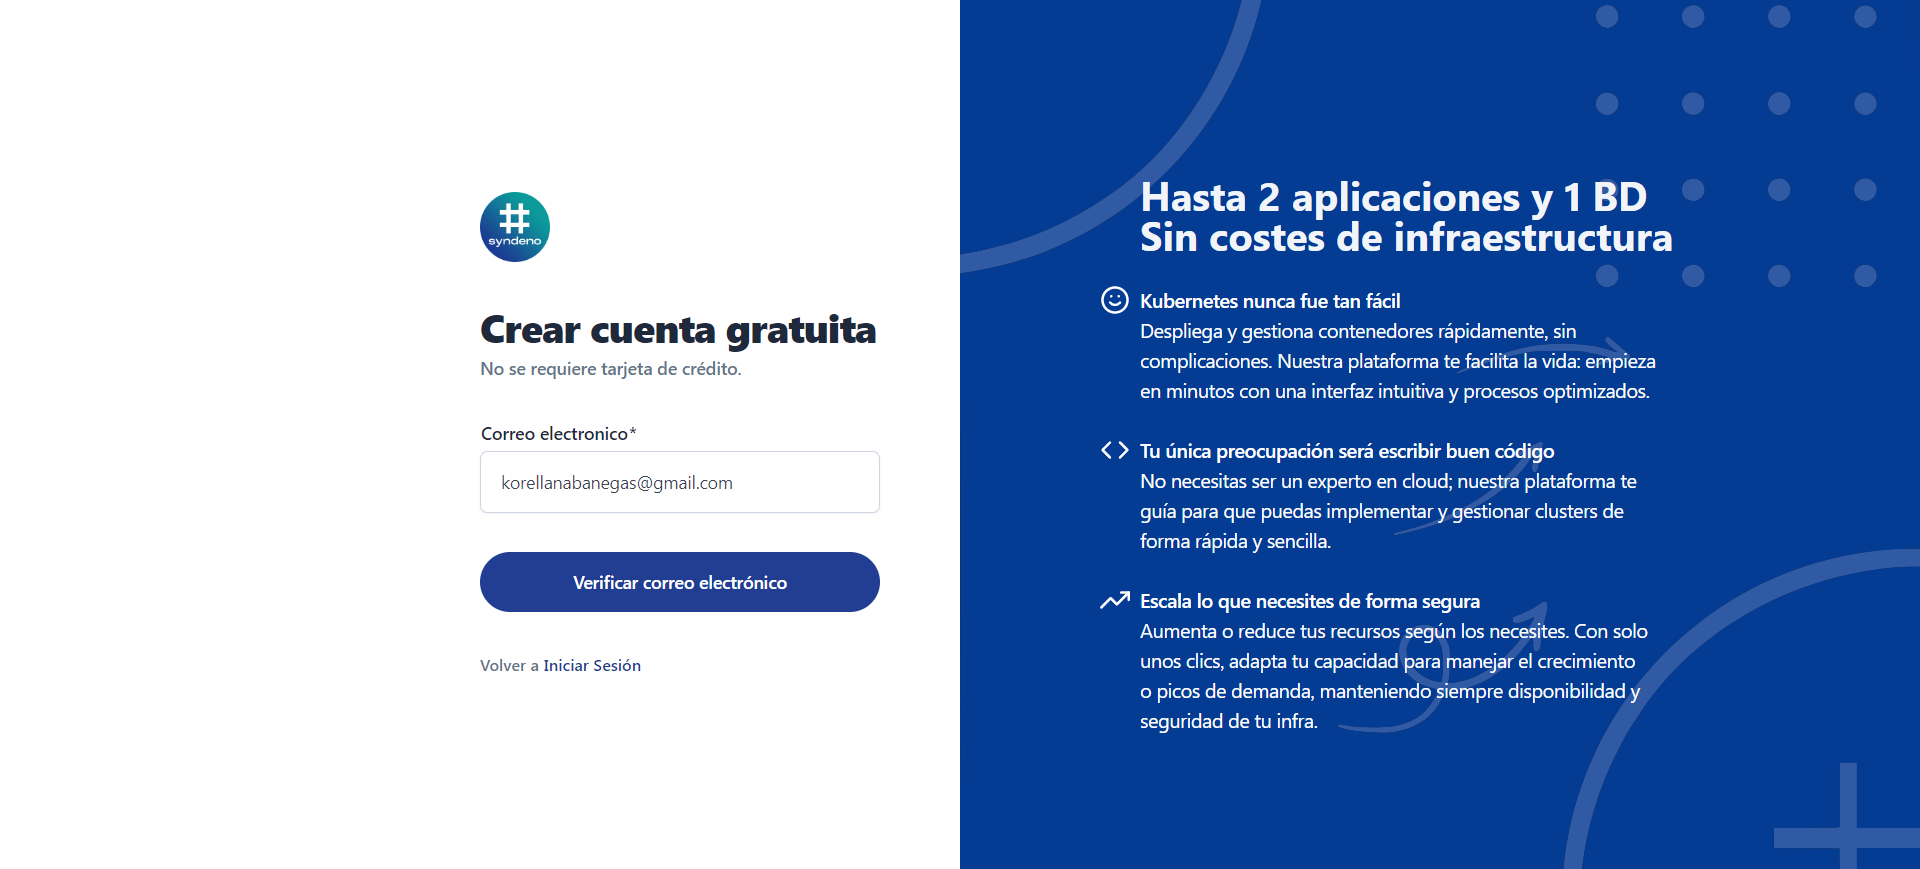 syndeno
Crear cuenta gratuita
No se requiere tarjeta de crédito.
Correo electronico*
korellanabanegas@gmail.com
Verificar correo electrónico
Volver a Iniciar Sesión
Hasta 2 aplicaciones y 1 BD
Sin costes de infraestructura
Kubernetes nunca fue tan fácil
Despliega y gestiona contenedores rápidamente, sin
complicaciones. Nuestra plataforma te facilita la vida: empieza
en minutos con una interfaz intuitiva y procesos optimizados.
Tu única preocupación será escribir buen código
No necesitas ser un experto en cloud; nuestra plataforma te
guía para que puedas implementar y gestionar clusters de
forma rápida y sencilla.
Escala lo que necesites de forma segura
Aumenta o reduce tus recursos según los necesites. Con solo
unos clics, adapta tu capacidad para manejar el crecimiento
o picos de demanda, manteniendo siempre disponibilidad y
seguridad de tu infra.